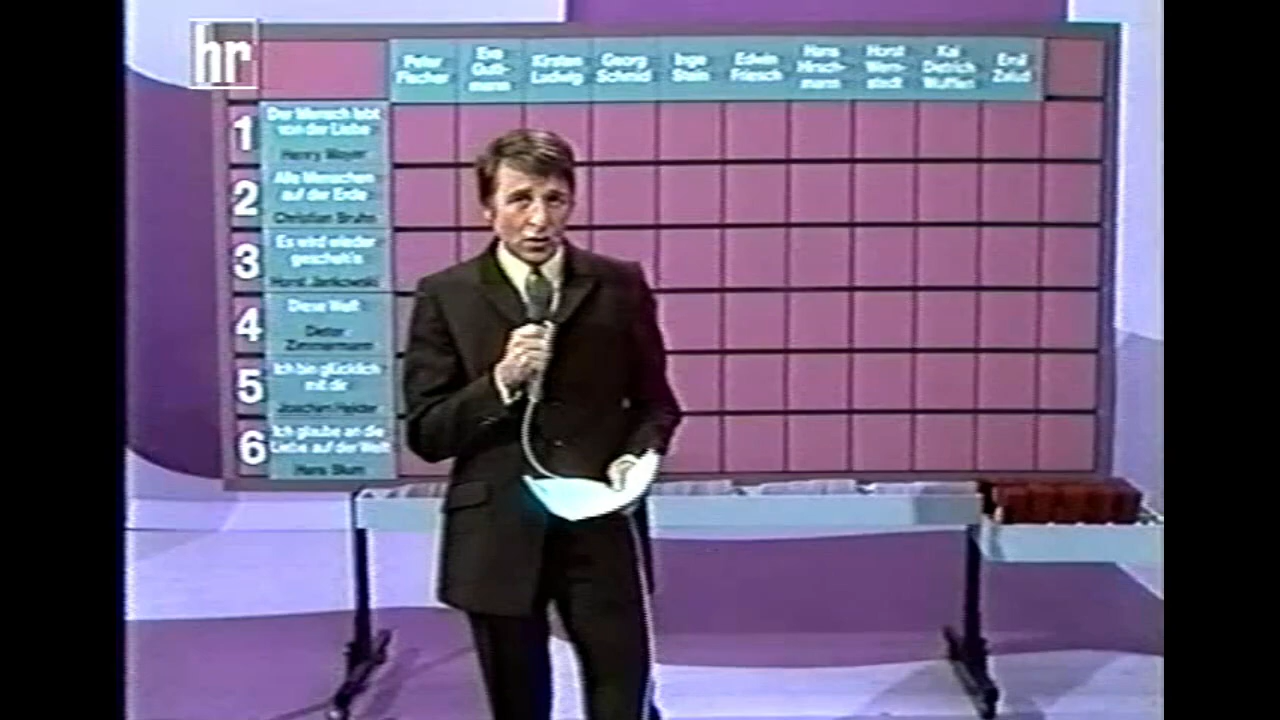 hr
Peter
Fischer
Eva
Gutt-
mann
Kirsten
Ludwig
Georg
Schmid
Inge
Stein
Edwin
Friesch
Hans
Hirsch-
mann
Horst
Wern-
stedt
Kai
Dietrich
Wulffen
Emil
Zalud
1
Der Mensch lebt
von der Liebe
Henry Mayer
2
Alle Menschen
auf der Erde
Christian Bruhn
3
Es wird wieder
geschelt'n
Horst Jankowski
4
Diese Welt
Dieter
Zimmermann
5
Ich bin glücklich
mit dir
Joachim Heider
6
Ich glaube an die
Liebe auf der Welt
Hans Blum